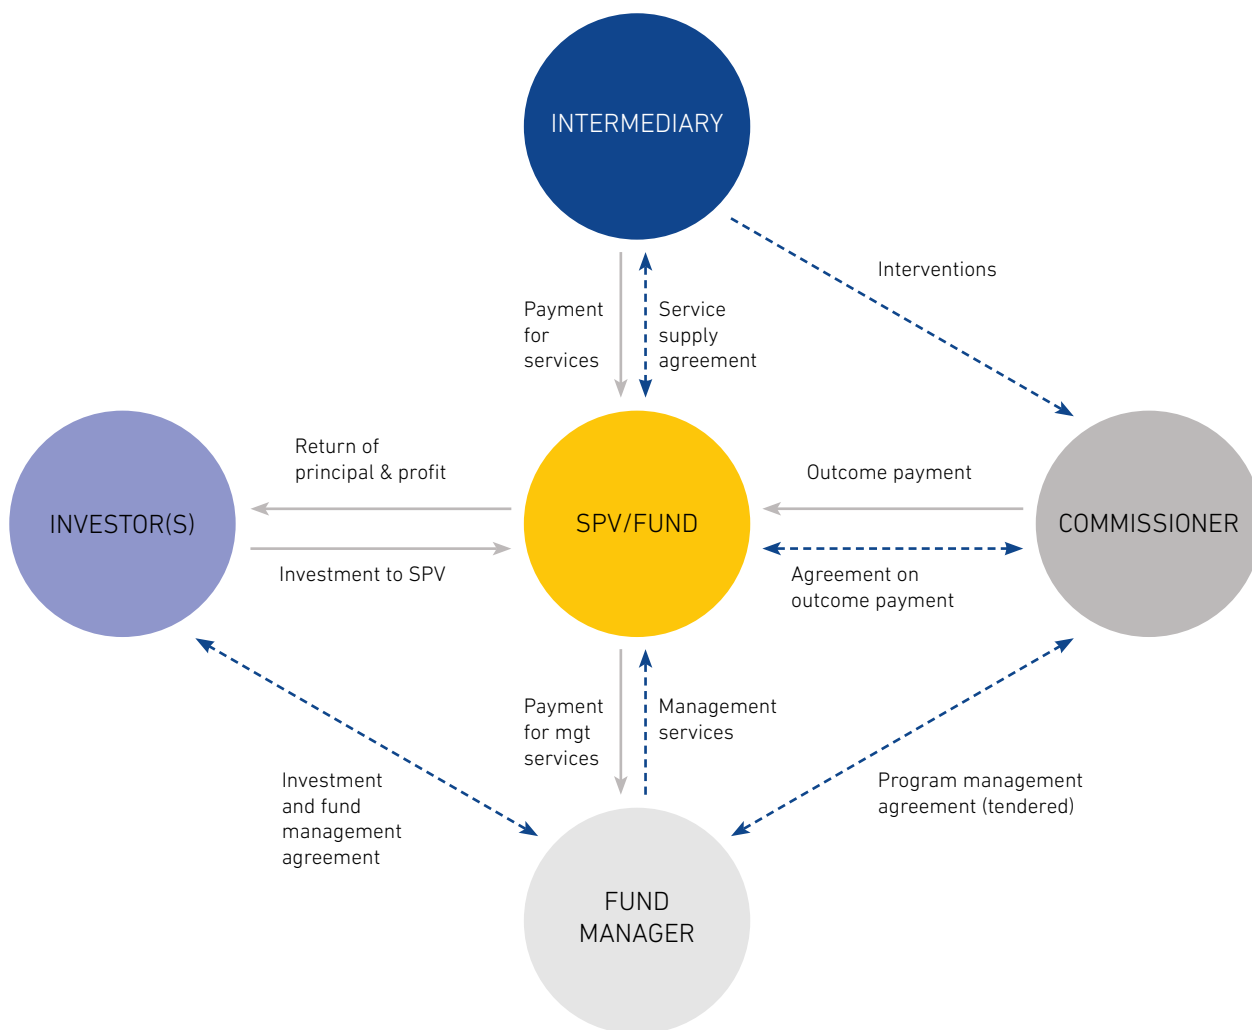 INTERMEDIARY
Interventions
Payment
for
services
Service
supply
agreement
Return of
principal & profit
Outcome payment
INVESTOR(S)
SPV/FUND
COMMISSIONER
Investment to SPV
Agreement on
outcome payment
Payment
for mgt
services
Management
services
Investment
and fund
management
agreement
Program management
agreement (tendered)
FUND
MANAGER